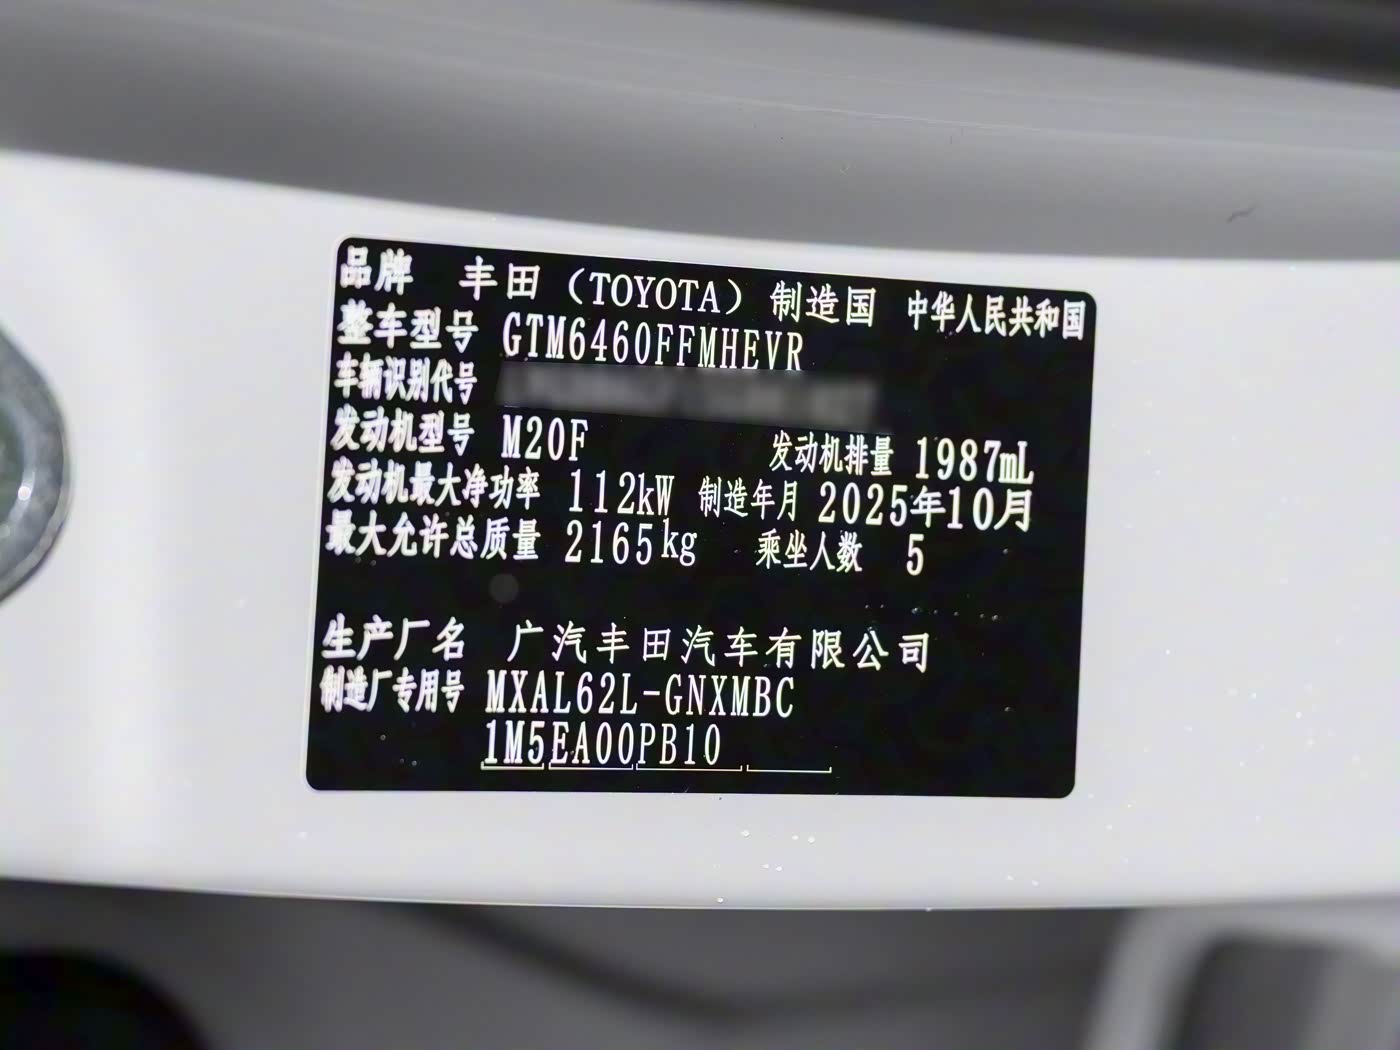 品牌 丰田（TOYOTA）制造国 中华人民共和国
整车型号 GTM6460FFMHEVR
车辆识别代号
发动机型号 M20F 发动机排量 1987mL
发动机最大净功率 112kW 制造年月 2025年10月
最大允许总质量 2165kg 乘坐人数 5
生产厂名 广汽丰田汽车有限公司
制造厂专用号 MXAL62L-GNXMBC
1M5EA00PB10